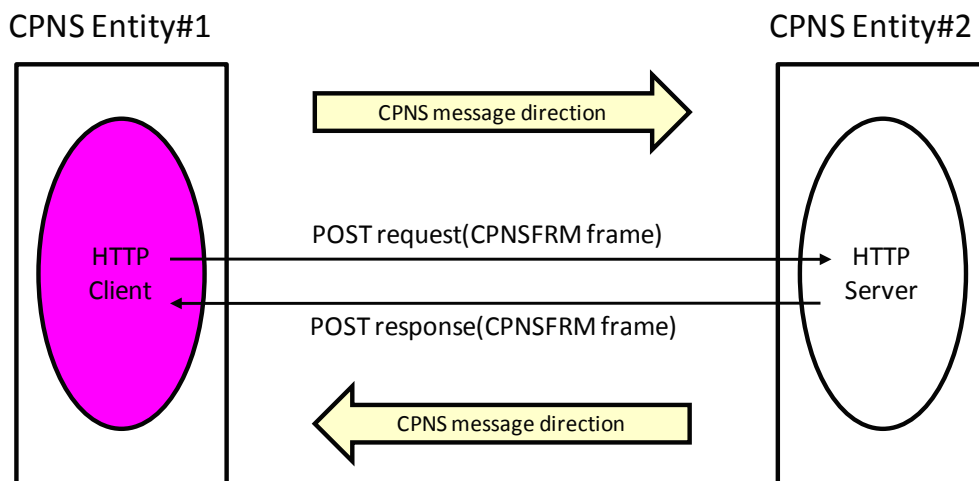 CPNS Entity#1
CPNS Entity#2
CPNS message direction
POST request(CPNSFRM frame)
HTTP
Client
HTTP
Server
POST response(CPNSFRM frame)
CPNS message direction